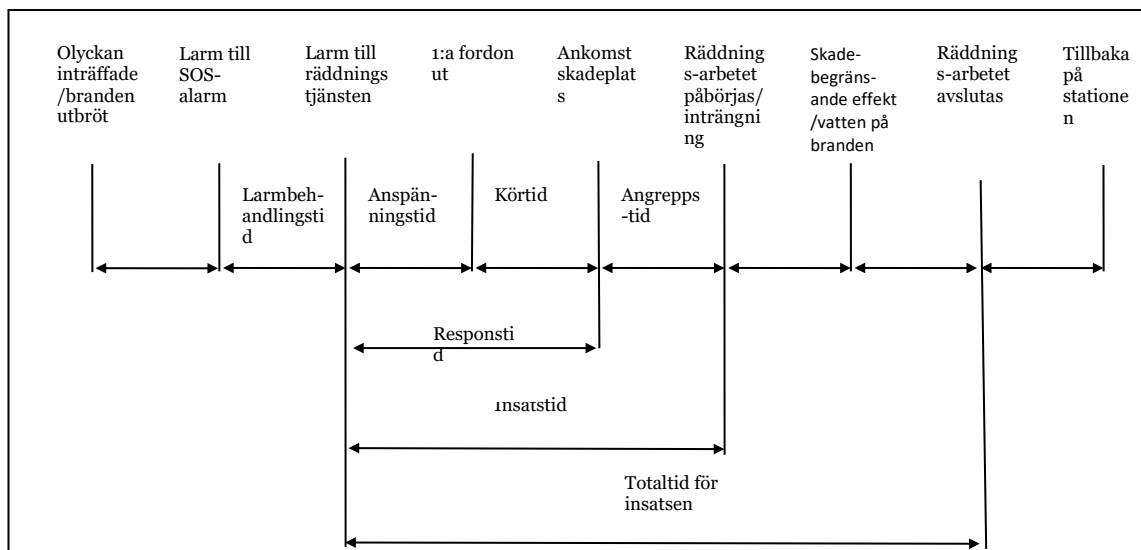 Olyckan
inträffade
/branden
utbröt
Larm till
SOS-
alarm
Larm till
räddnings
tjänsten
1:a fordon
ut
Ankomst
skadeplat
s
Räddning
s-arbetet
påbörjas/
inträngni
ng
Skade-
begräns-
ande effekt
/vatten på
branden
Räddning
s-arbetet
avslutas
Tillbaka
på
statione
n
Larmbeh-
andlingsti
d
Anspän-
ningstid
Körtid
Angrepps
-tid
Responsti
d
Insatstid
Totaltid för
insatsen